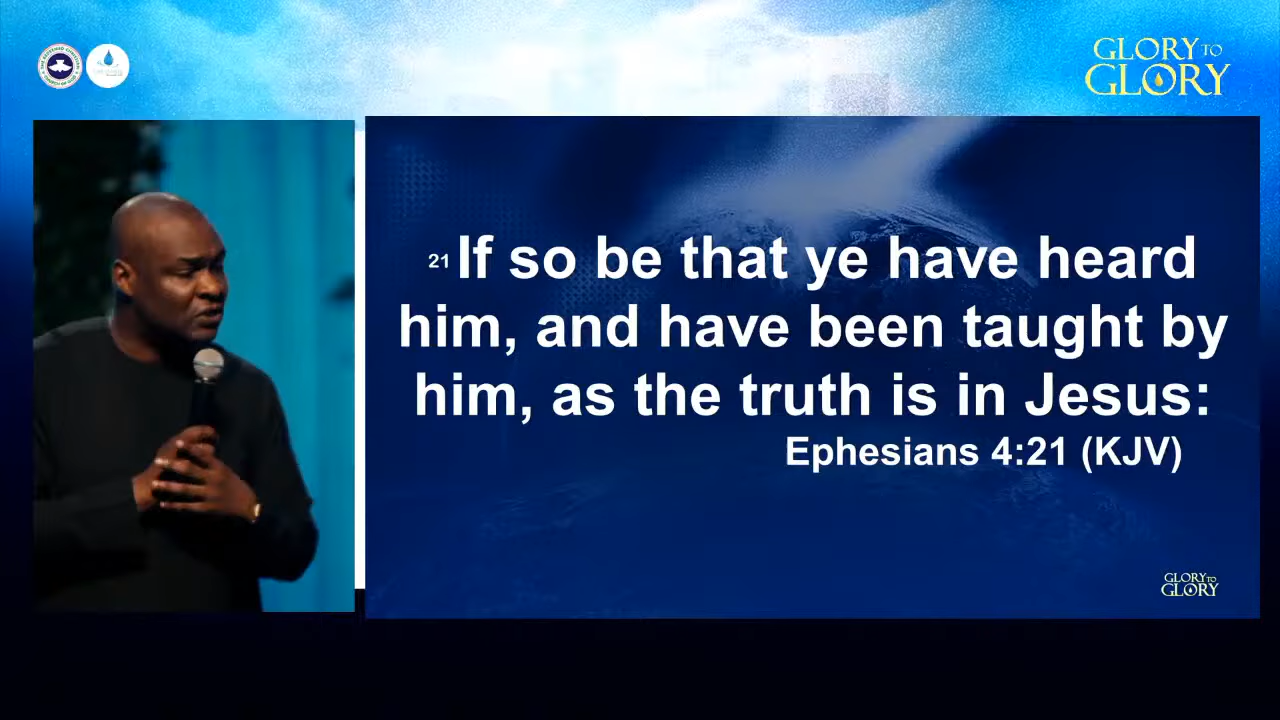 GLORY TO
GLORY
21 If so be that ye have heard
him, and have been taught by
him, as the truth is in Jesus:
Ephesians 4:21 (KJV)
GLORY TO
GLORY